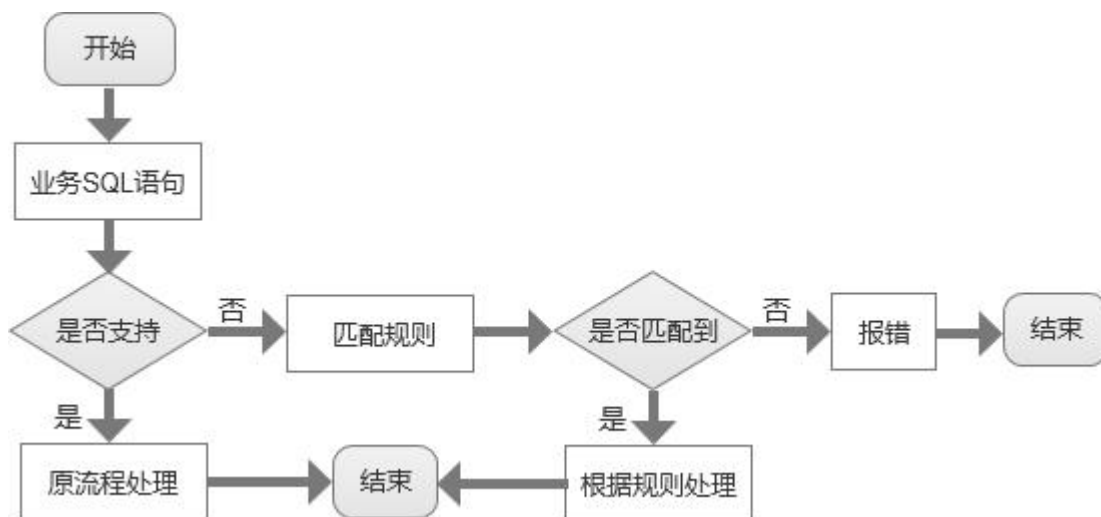 开始
业务SQL语句
是否支持
否
匹配规则
是否匹配到
否
报错
结束
是
是
原流程处理
结束
根据规则处理